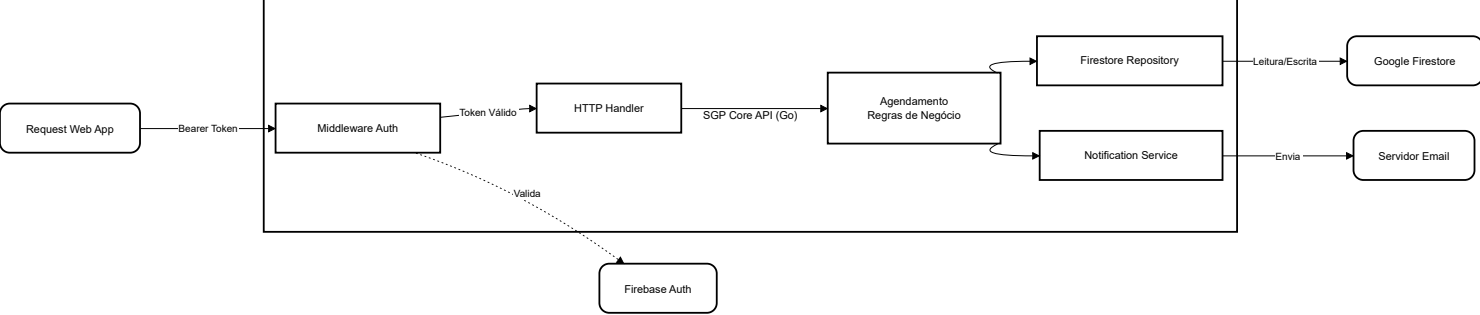 Request Web App
Bearer Token
Middleware Auth
Token Válido
HTTP Handler
SGP Core API (Go)
Agendamento
Regras de Negócio
Firestore Repository
Leitura/Escrita
Google Firestore
Notification Service
Envia
Servidor Email
Valida
Firebase Auth